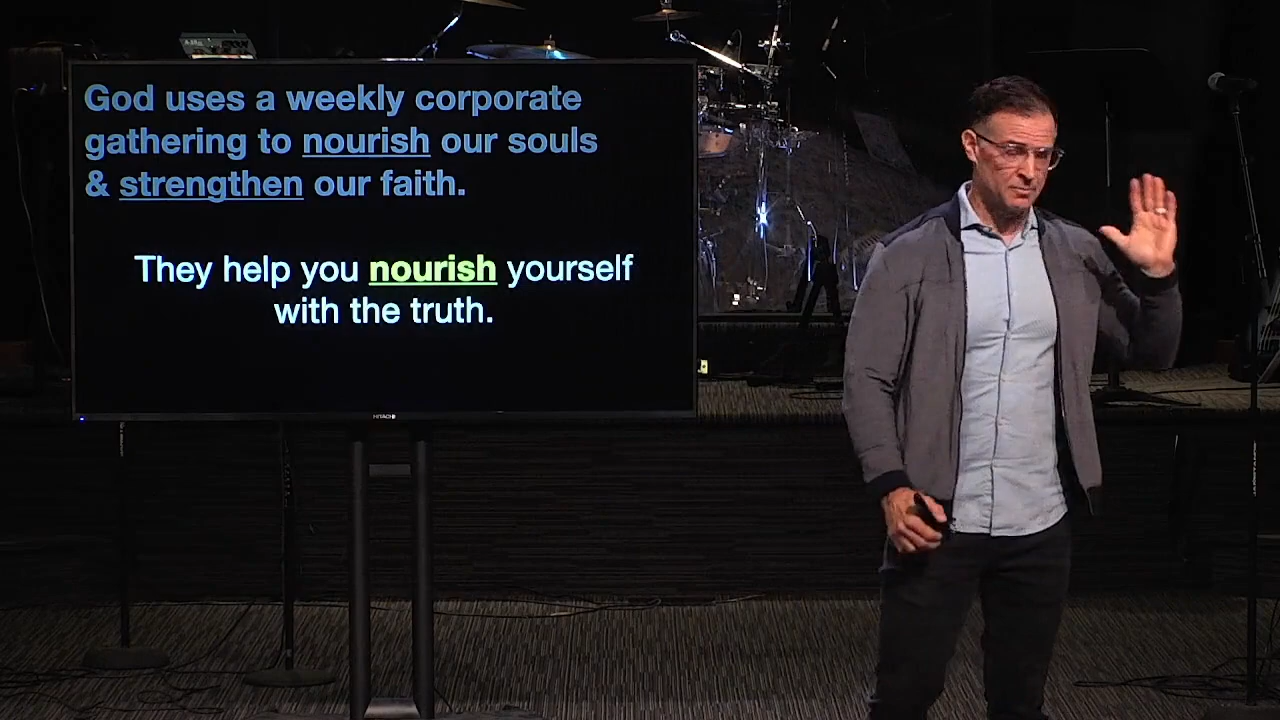 God uses a weekly corporate
gathering to nourish our souls
& strengthen our faith.
They help you nourish yourself
with the truth.
HITACHI